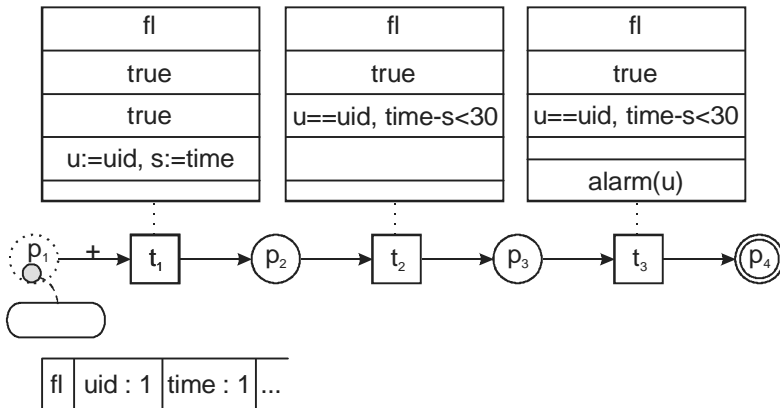 fl fl fl
true true true
true u==uid, time-s<30 u==uid, time-s<30
u:=uid, s:=time
alarm(u)
p₁ + t₁ p₂ t₂ p₃ t₃ p₄
fl uid : 1 time : 1 ...